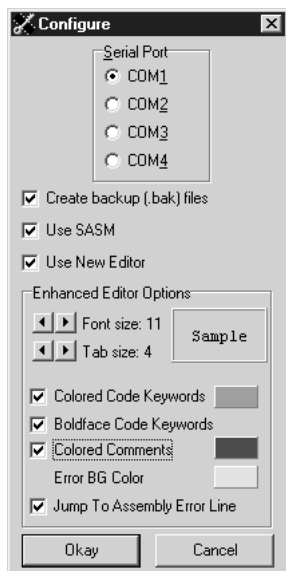 Configure
Serial Port
COM1
COM2
COM3
COM4
Create backup (.bak) files
Use SASM
Use New Editor
Enhanced Editor Options
Font size: 11
Sample
Tab size: 4
Colored Code Keywords
Boldface Code Keywords
Colored Comments
Error BG Color
Jump To Assembly Error Line
Okay
Cancel